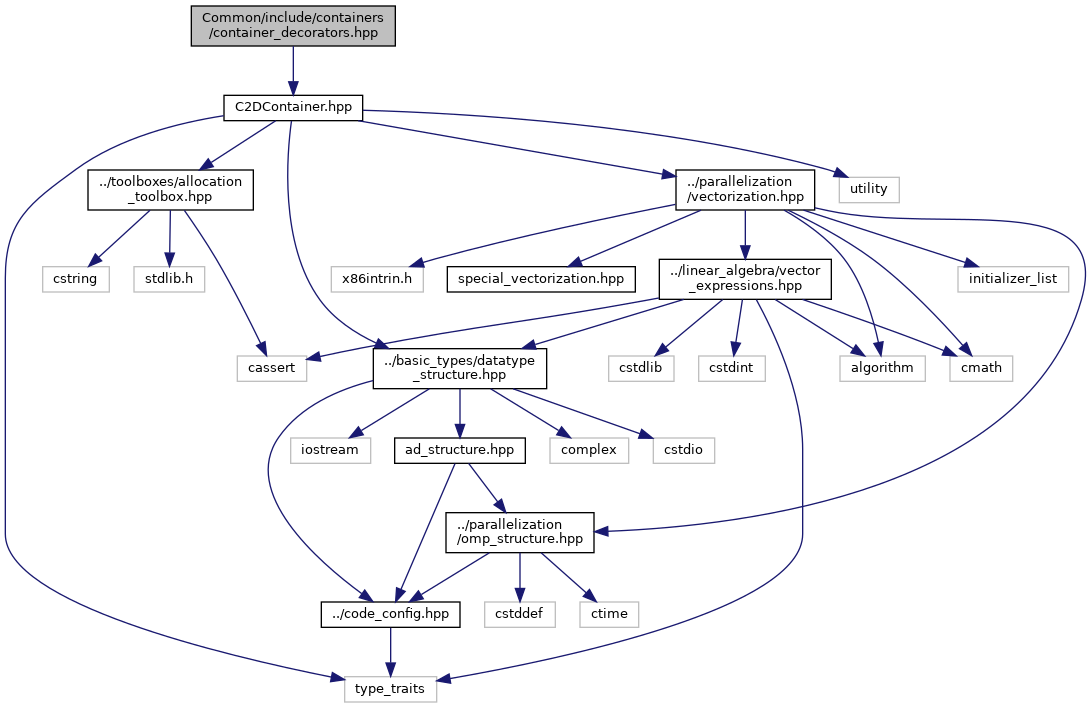 Common/include/containers
/container_decorators.hpp
C2DContainer.hpp
../toolboxes/allocation
_toolbox.hpp
../parallelization
/vectorization.hpp
utility
cstring
stdlib.h
x86intrin.h
special_vectorization.hpp
../linear_algebra/vector
_expressions.hpp
initializer_list
cassert
../basic_types/datatype
_structure.hpp
cstdlib
cstdint
algorithm
cmath
iostream
ad_structure.hpp
complex
cstdio
../parallelization
/omp_structure.hpp
../code_config.hpp
cstddef
ctime
type_traits